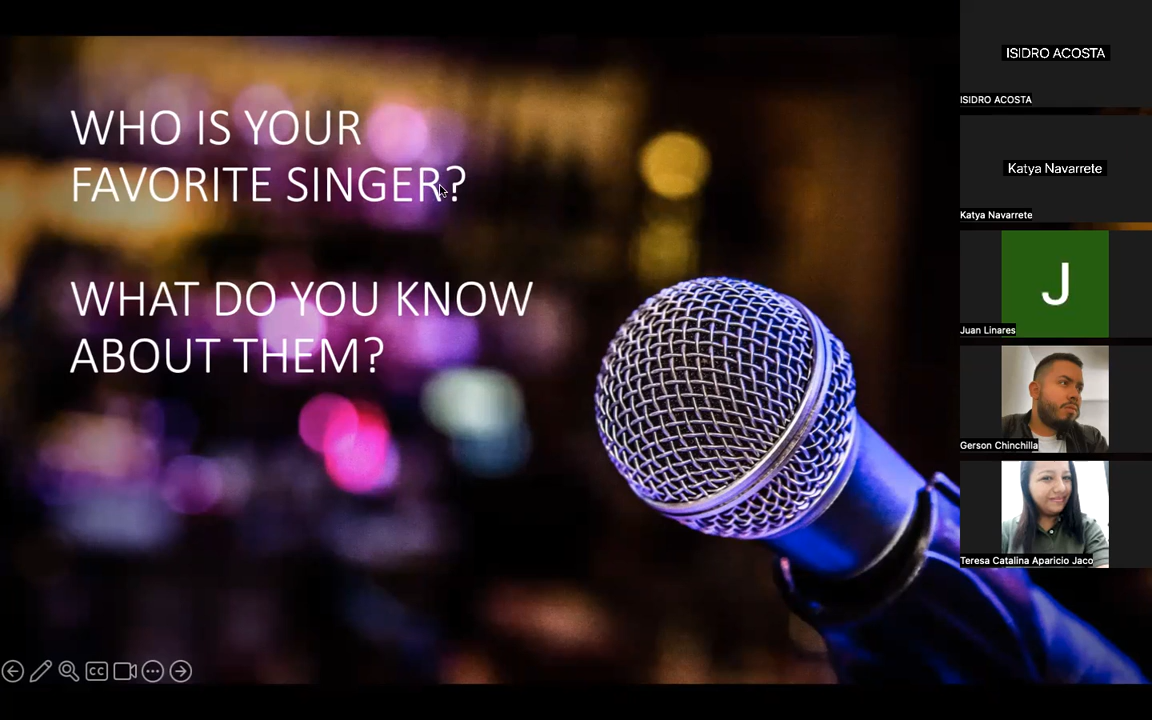 WHO IS YOUR
FAVORITE SINGER?
WHAT DO YOU KNOW
ABOUT THEM?
CC
ISIDRO ACOSTA
ISIDRO ACOSTA
Katya Navarrete
Katya Navarrete
J
Juan Linares
Gerson Chinchilla
Teresa Catalina Aparicio Jaco